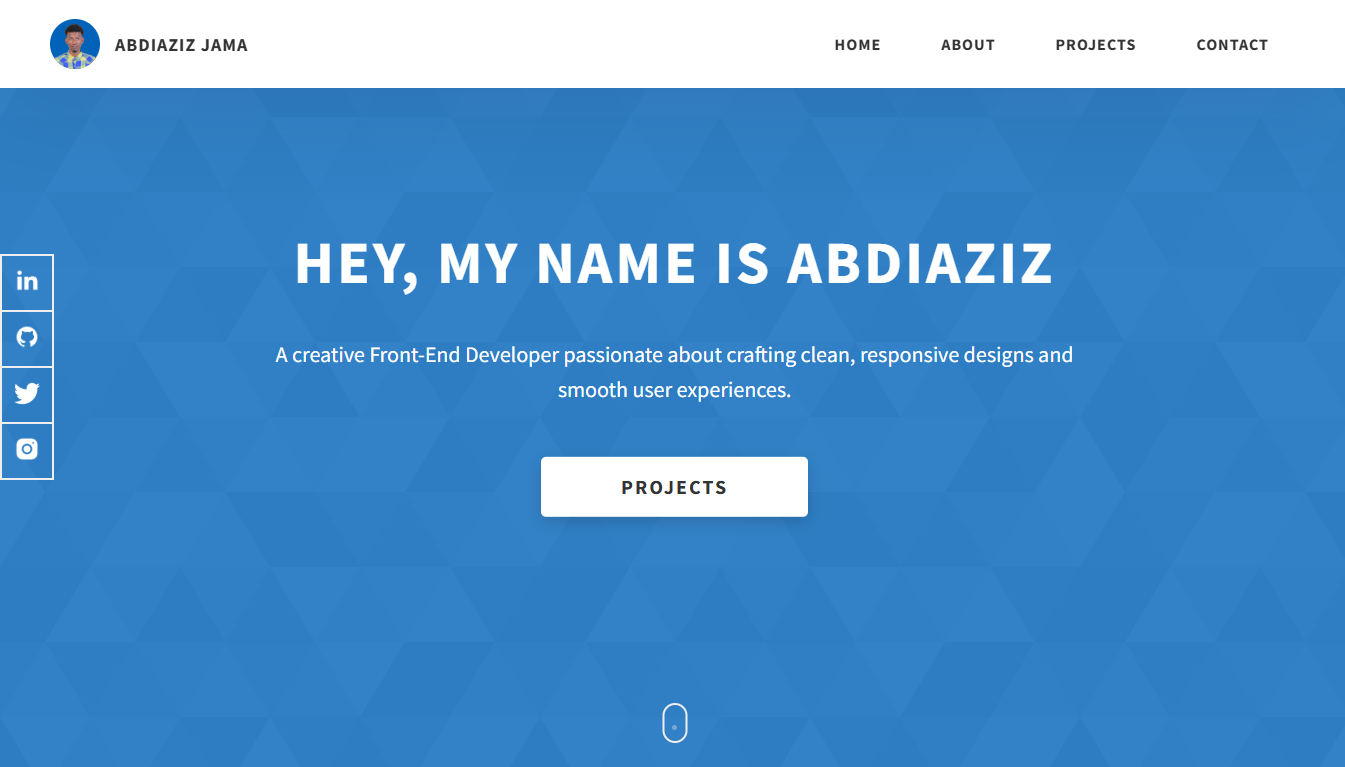 ABDIAZIZ JAMA
HOME
ABOUT
PROJECTS
CONTACT
HEY, MY NAME IS ABDIAZIZ
in
A creative Front-End Developer passionate about crafting clean, responsive designs and
smooth user experiences.
PROJECTS